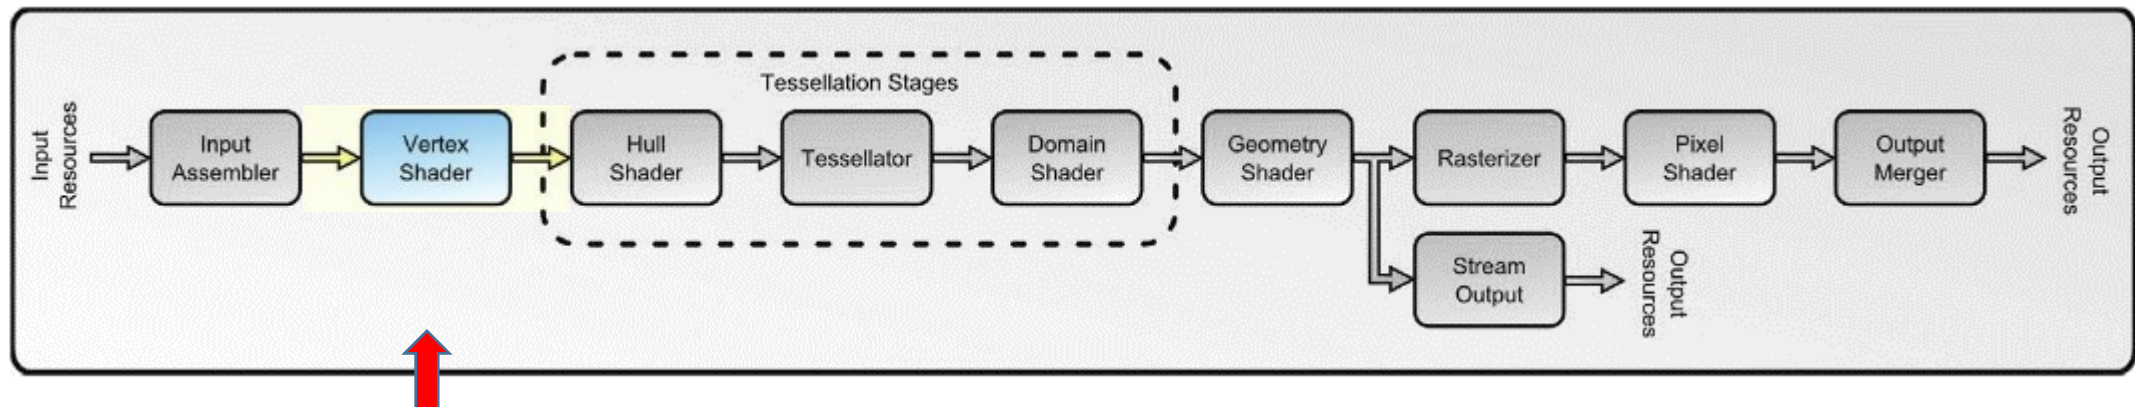 Tessellation Stages
Input
Resources
Input
Assembler
Vertex
Shader
Hull
Shader
Tessellator
Domain
Shader
Geometry
Shader
Rasterizer
Pixel
Shader
Output
Merger
Output
Resources
Stream
Output
Output
Resources